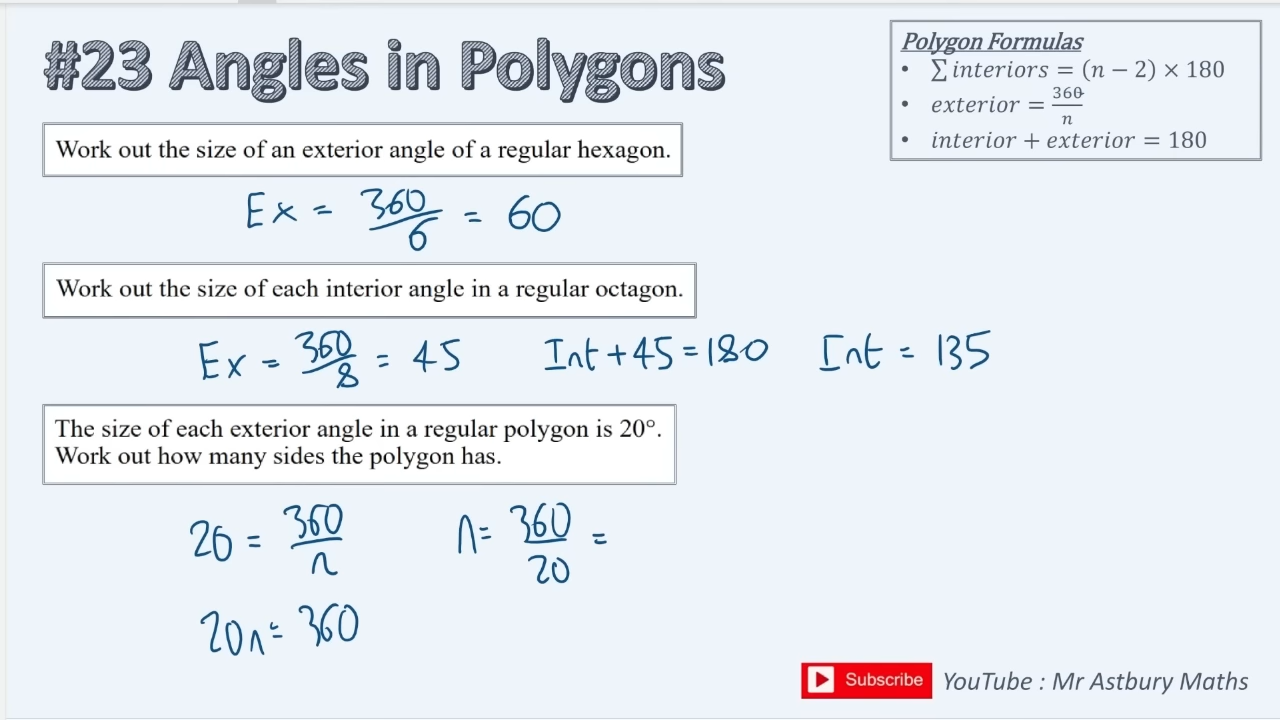 #23 Angles in Polygons
Polygon Formulas
• ∑ interiors = (n − 2) × 180
• exterior = 360/n
• interior + exterior = 180
Work out the size of an exterior angle of a regular hexagon.
Ex = 360/6 = 60
Work out the size of each interior angle in a regular octagon.
Ex = 360/8 = 45 Int + 45 = 180 Int = 135
The size of each exterior angle in a regular polygon is 20°.
Work out how many sides the polygon has.
20 = 360/n n = 360/20 =
20n = 360
Subscribe YouTube : Mr Astbury Maths